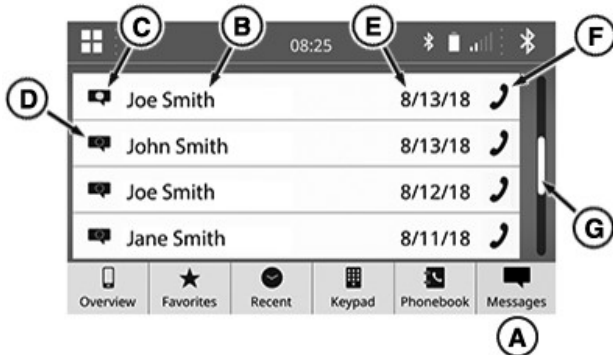 C B E F
08:25
D Joe Smith 8/13/18
John Smith 8/13/18
Joe Smith 8/12/18
G
Jane Smith 8/11/18
Overview Favorites Recent Keypad Phonebook Messages
A